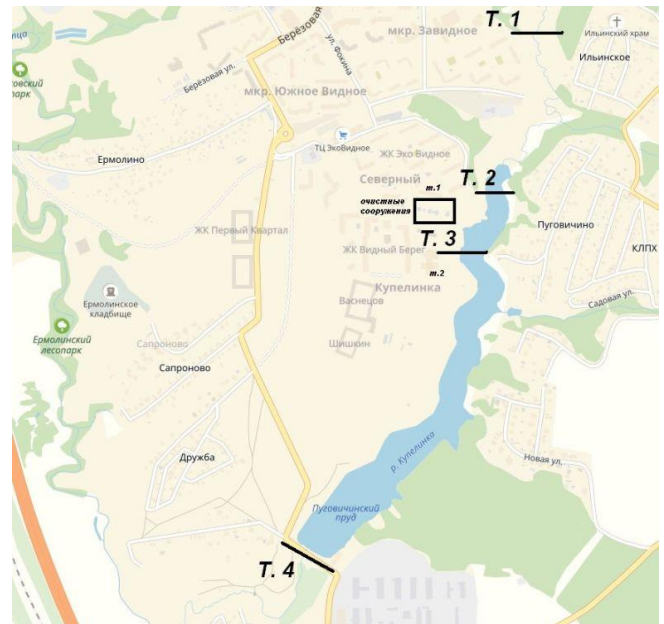 Т. 1
мкр. Завидное
Ильинский храм
Ильинское
Берёзовая
ул. Фокина
Берёзовая ул.
парк
мкр. Южное Видное
ТЦ ЭкоВидное
Ермолино
ЖК Эко Видное
Северный
т.1
Т. 2
очистные
сооружения
Пуговичино
ЖК Первый Квартал
Т. 3
ЖК Видный Берег
КЛПХ
т.2
Купелинка
Садовая ул.
Васнецов
Ермолинское
кладбище
Ермолинский
лесопарк
Сапроново
Шишкин
Сапроново
р. Купелинка
Новая ул.
Дружба
Пуговичинский
пруд
Т. 4